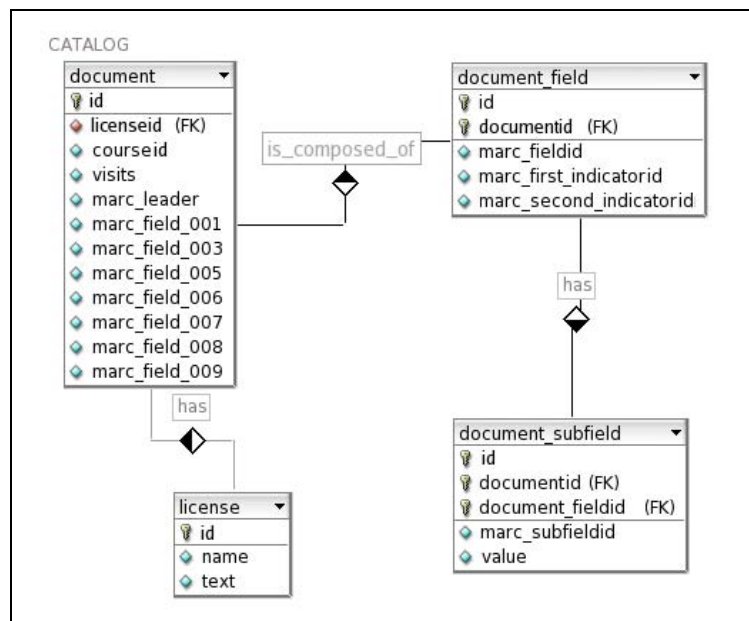 CATALOG
document
id
licenseid (FK)
courseid
visits
marc_leader
marc_field_001
marc_field_003
marc_field_005
marc_field_006
marc_field_007
marc_field_008
marc_field_009
is_composed_of
document_field
id
documentid (FK)
marc_fieldid
marc_first_indicatorid
marc_second_indicatorid
has
has
license
id
name
text
document_subfield
id
documentid (FK)
document_fieldid (FK)
marc_subfieldid
value